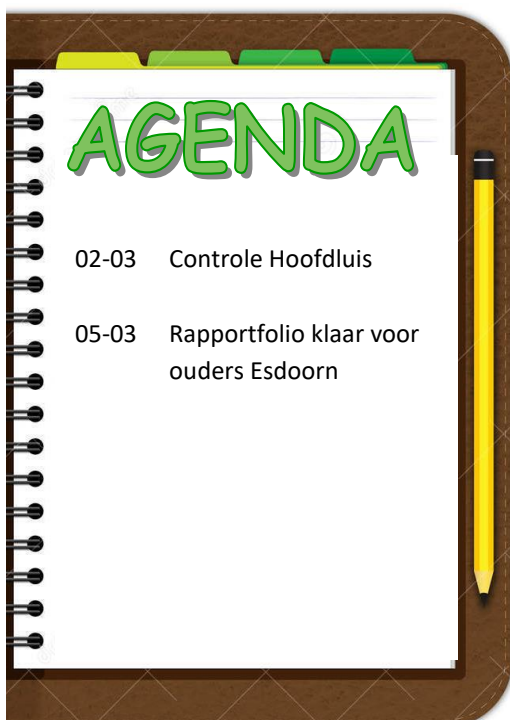 AGENDA
02-03 Controle Hoofdluis
05-03 Rapportfolio klaar voor
ouders Esdoorn